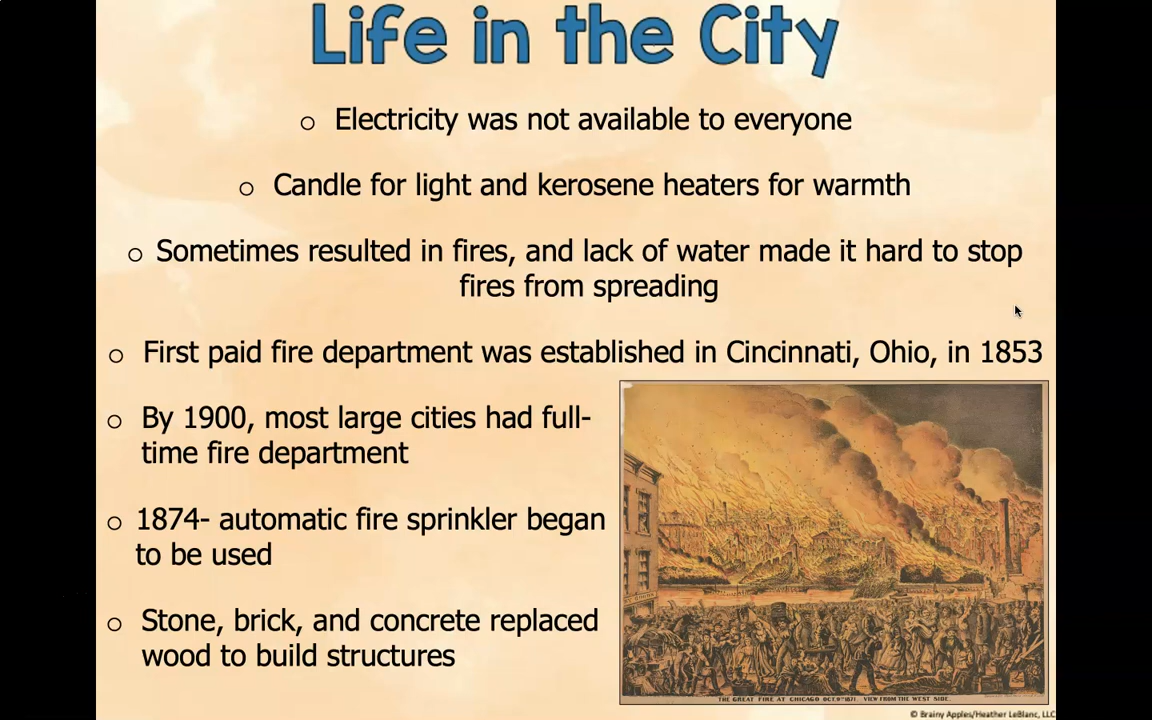 Life in the City
o Electricity was not available to everyone
o Candle for light and kerosene heaters for warmth
o Sometimes resulted in fires, and lack of water made it hard to stop
fires from spreading
o First paid fire department was established in Cincinnati, Ohio, in 1853
o By 1900, most large cities had full-
time fire department
o 1874- automatic fire sprinkler began
to be used
o Stone, brick, and concrete replaced
wood to build structures
THE GREAT FIRE AT CHICAGO OCT. 9TH 1871. VIEW FROM THE WEST SIDE.
© Brainy Apples/Heather LeBlanc, LLC